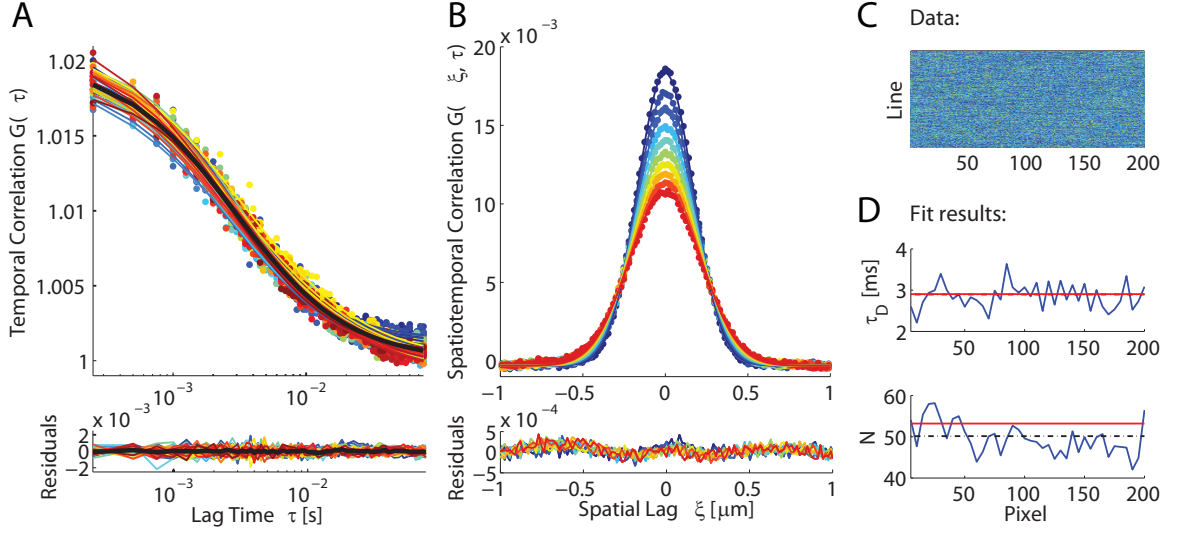 A
Temporal Correlation G( τ)
1.02
1.015
1.01
1.005
1
10⁻³
10⁻²
x 10⁻³
Residuals
2
0
−2
10⁻³
10⁻²
Lag Time τ [s]
B
x 10⁻³
Spatiotemporal Correlation G( ξ, τ)
20
15
10
5
0
−1
−0.5
0
0.5
1
x 10⁻⁴
Residuals
5
0
−5
−1
−0.5
0
0.5
1
Spatial Lag ξ [μm]
C Data:
Line
50 100 150 200
D Fit results:
τD [ms]
4
3
2
50 100 150 200
N
60
50
40
50 100 150 200
Pixel